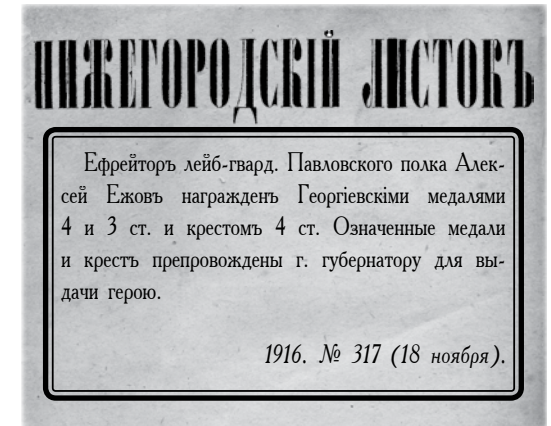 НИЖЕГОРОДСКІЙ ЛИСТОКЪ
Ефрейторъ лейб-гвард. Павловского полка Алек-
сей Ежовъ награжденъ Георгіевскіми медалями
4 и 3 ст. и крестомъ 4 ст. Означенные медали
и крестъ препровождены г. губернатору для вы-
дачи герою.
1916. № 317 (18 ноября).